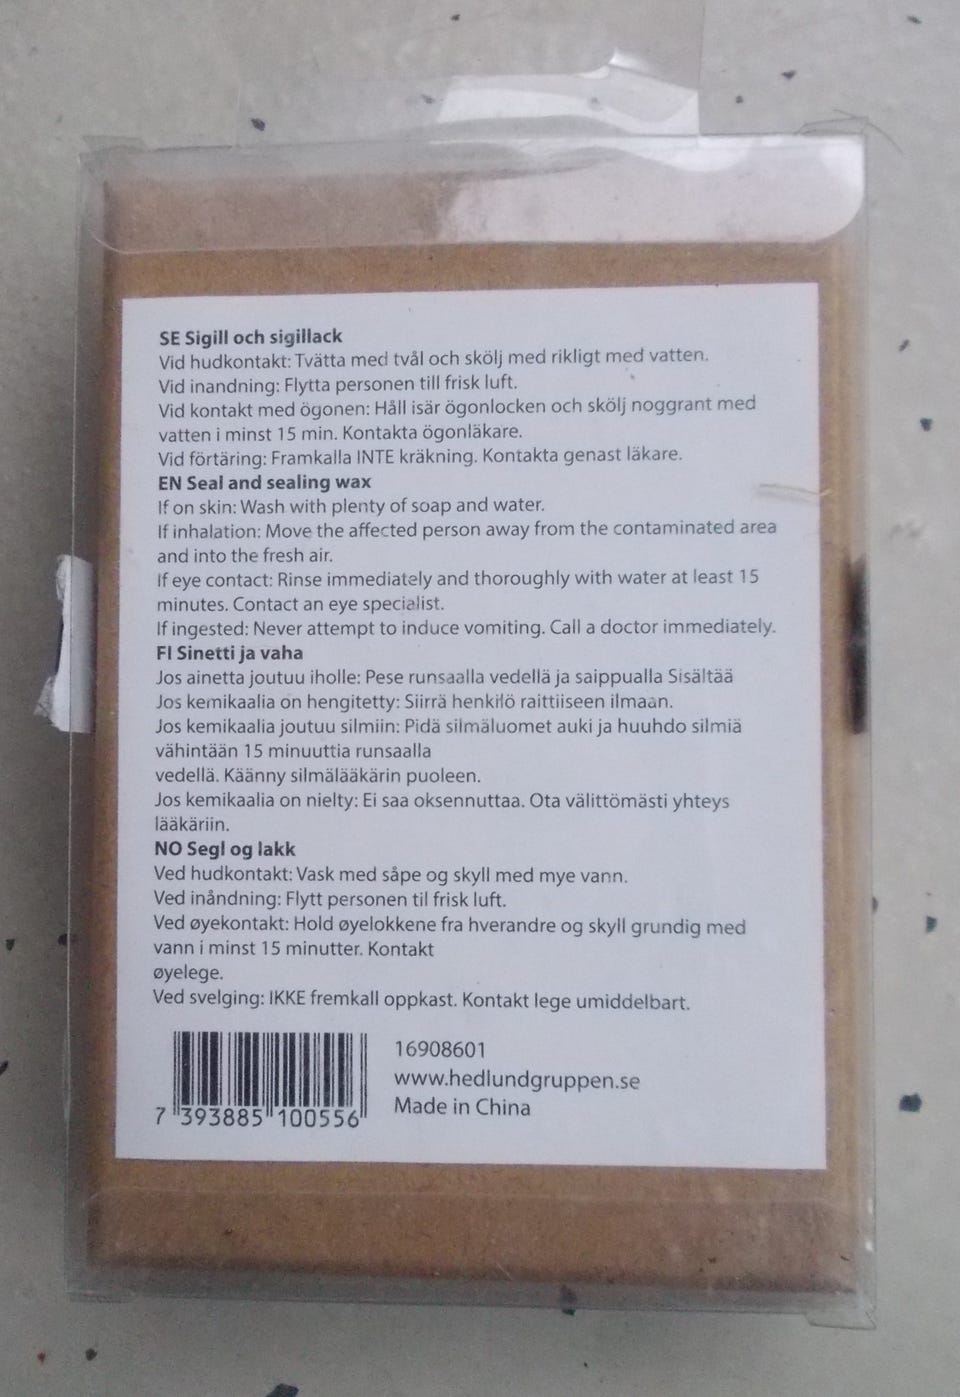 SE Sigill och sigillack
Vid hudkontakt: Tvätta med tvål och skölj med rikligt med vatten.
Vid inandning: Flytta personen till frisk luft.
Vid kontakt med ögonen: Håll isär ögonlocken och skölj noggrant med
vatten i minst 15 min. Kontakta ögonläkare.
Vid förtäring: Framkalla INTE kräkning. Kontakta genast läkare.
EN Seal and sealing wax
If on skin: Wash with plenty of soap and water.
If inhalation: Move the affected person away from the contaminated area
and into the fresh air.
If eye contact: Rinse immediately and thoroughly with water at least 15
minutes. Contact an eye specialist.
If ingested: Never attempt to induce vomiting. Call a doctor immediately.
FI Sinetti ja vaha
Jos ainetta joutuu iholle: Pese runsaalla vedellä ja saippualla Sisältää
Jos kemikaalia on hengitetty: Siirrä henkilö raittiiseen ilmaan.
Jos kemikaalia joutuu silmiin: Pidä silmäluomet auki ja huuhdo silmiä
vähintään 15 minuuttia runsaalla
vedellä. Käänny silmälääkärin puoleen.
Jos kemikaalia on nielty: Ei saa oksennuttaa. Ota välittömästi yhteys
lääkäriin.
NO Segl og lakk
Ved hudkontakt: Vask med såpe og skyll med mye vann.
Ved inåndning: Flytt personen til frisk luft.
Ved øyekontakt: Hold øyelokkene fra hverandre og skyll grundig med
vann i minst 15 minutter. Kontakt
øyelege.
Ved svelging: IKKE fremkall oppkast. Kontakt lege umiddelbart.
16908601
www.hedlundgruppen.se
Made in China
7 393885 100556